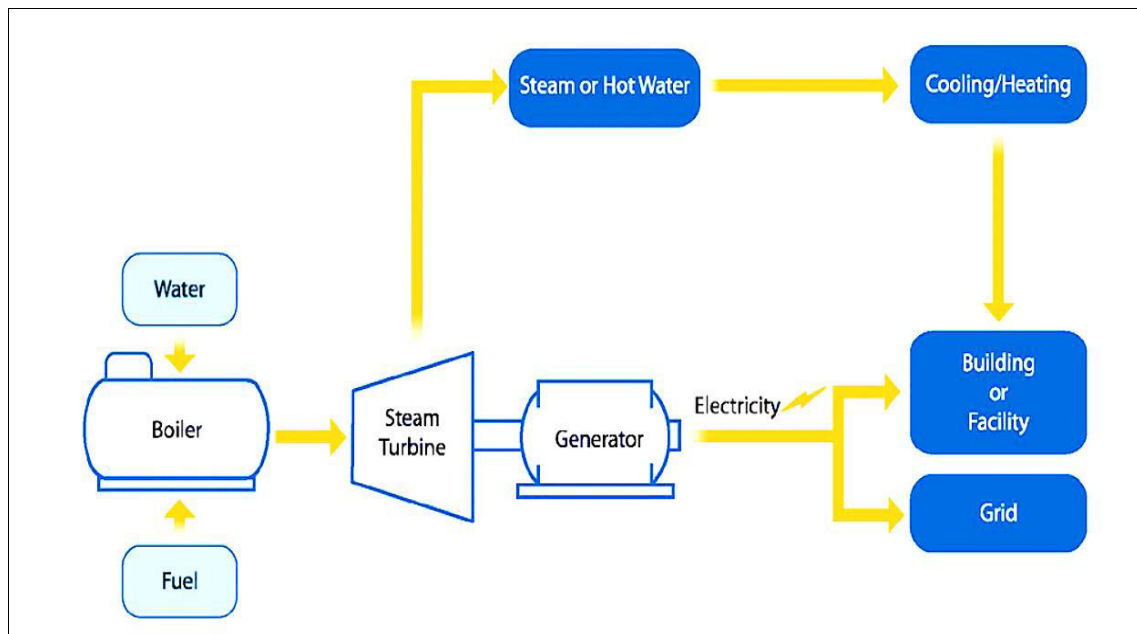 Steam or Hot Water
Cooling/Heating
Water
Boiler
Fuel
Steam
Turbine
Generator
Electricity
Building
or
Facility
Grid